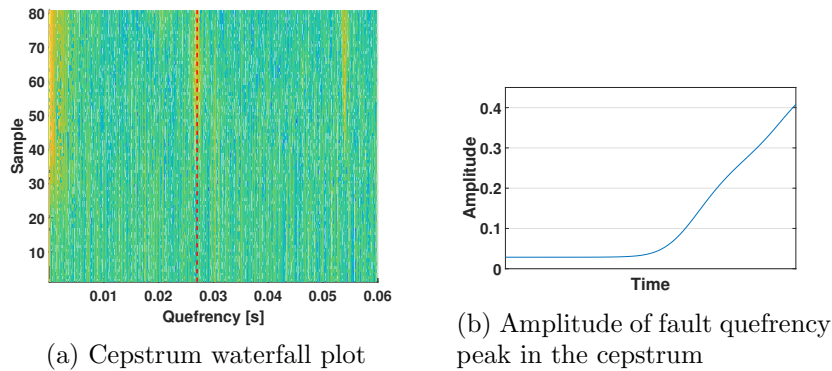 80
70
60
50
40
30
20
10
Sample
0.01 0.02 0.03 0.04 0.05 0.06
Quefrency [s]
(a) Cepstrum waterfall plot
0.4
0.3
0.2
0.1
0
Amplitude
Time
(b) Amplitude of fault quefrency
peak in the cepstrum